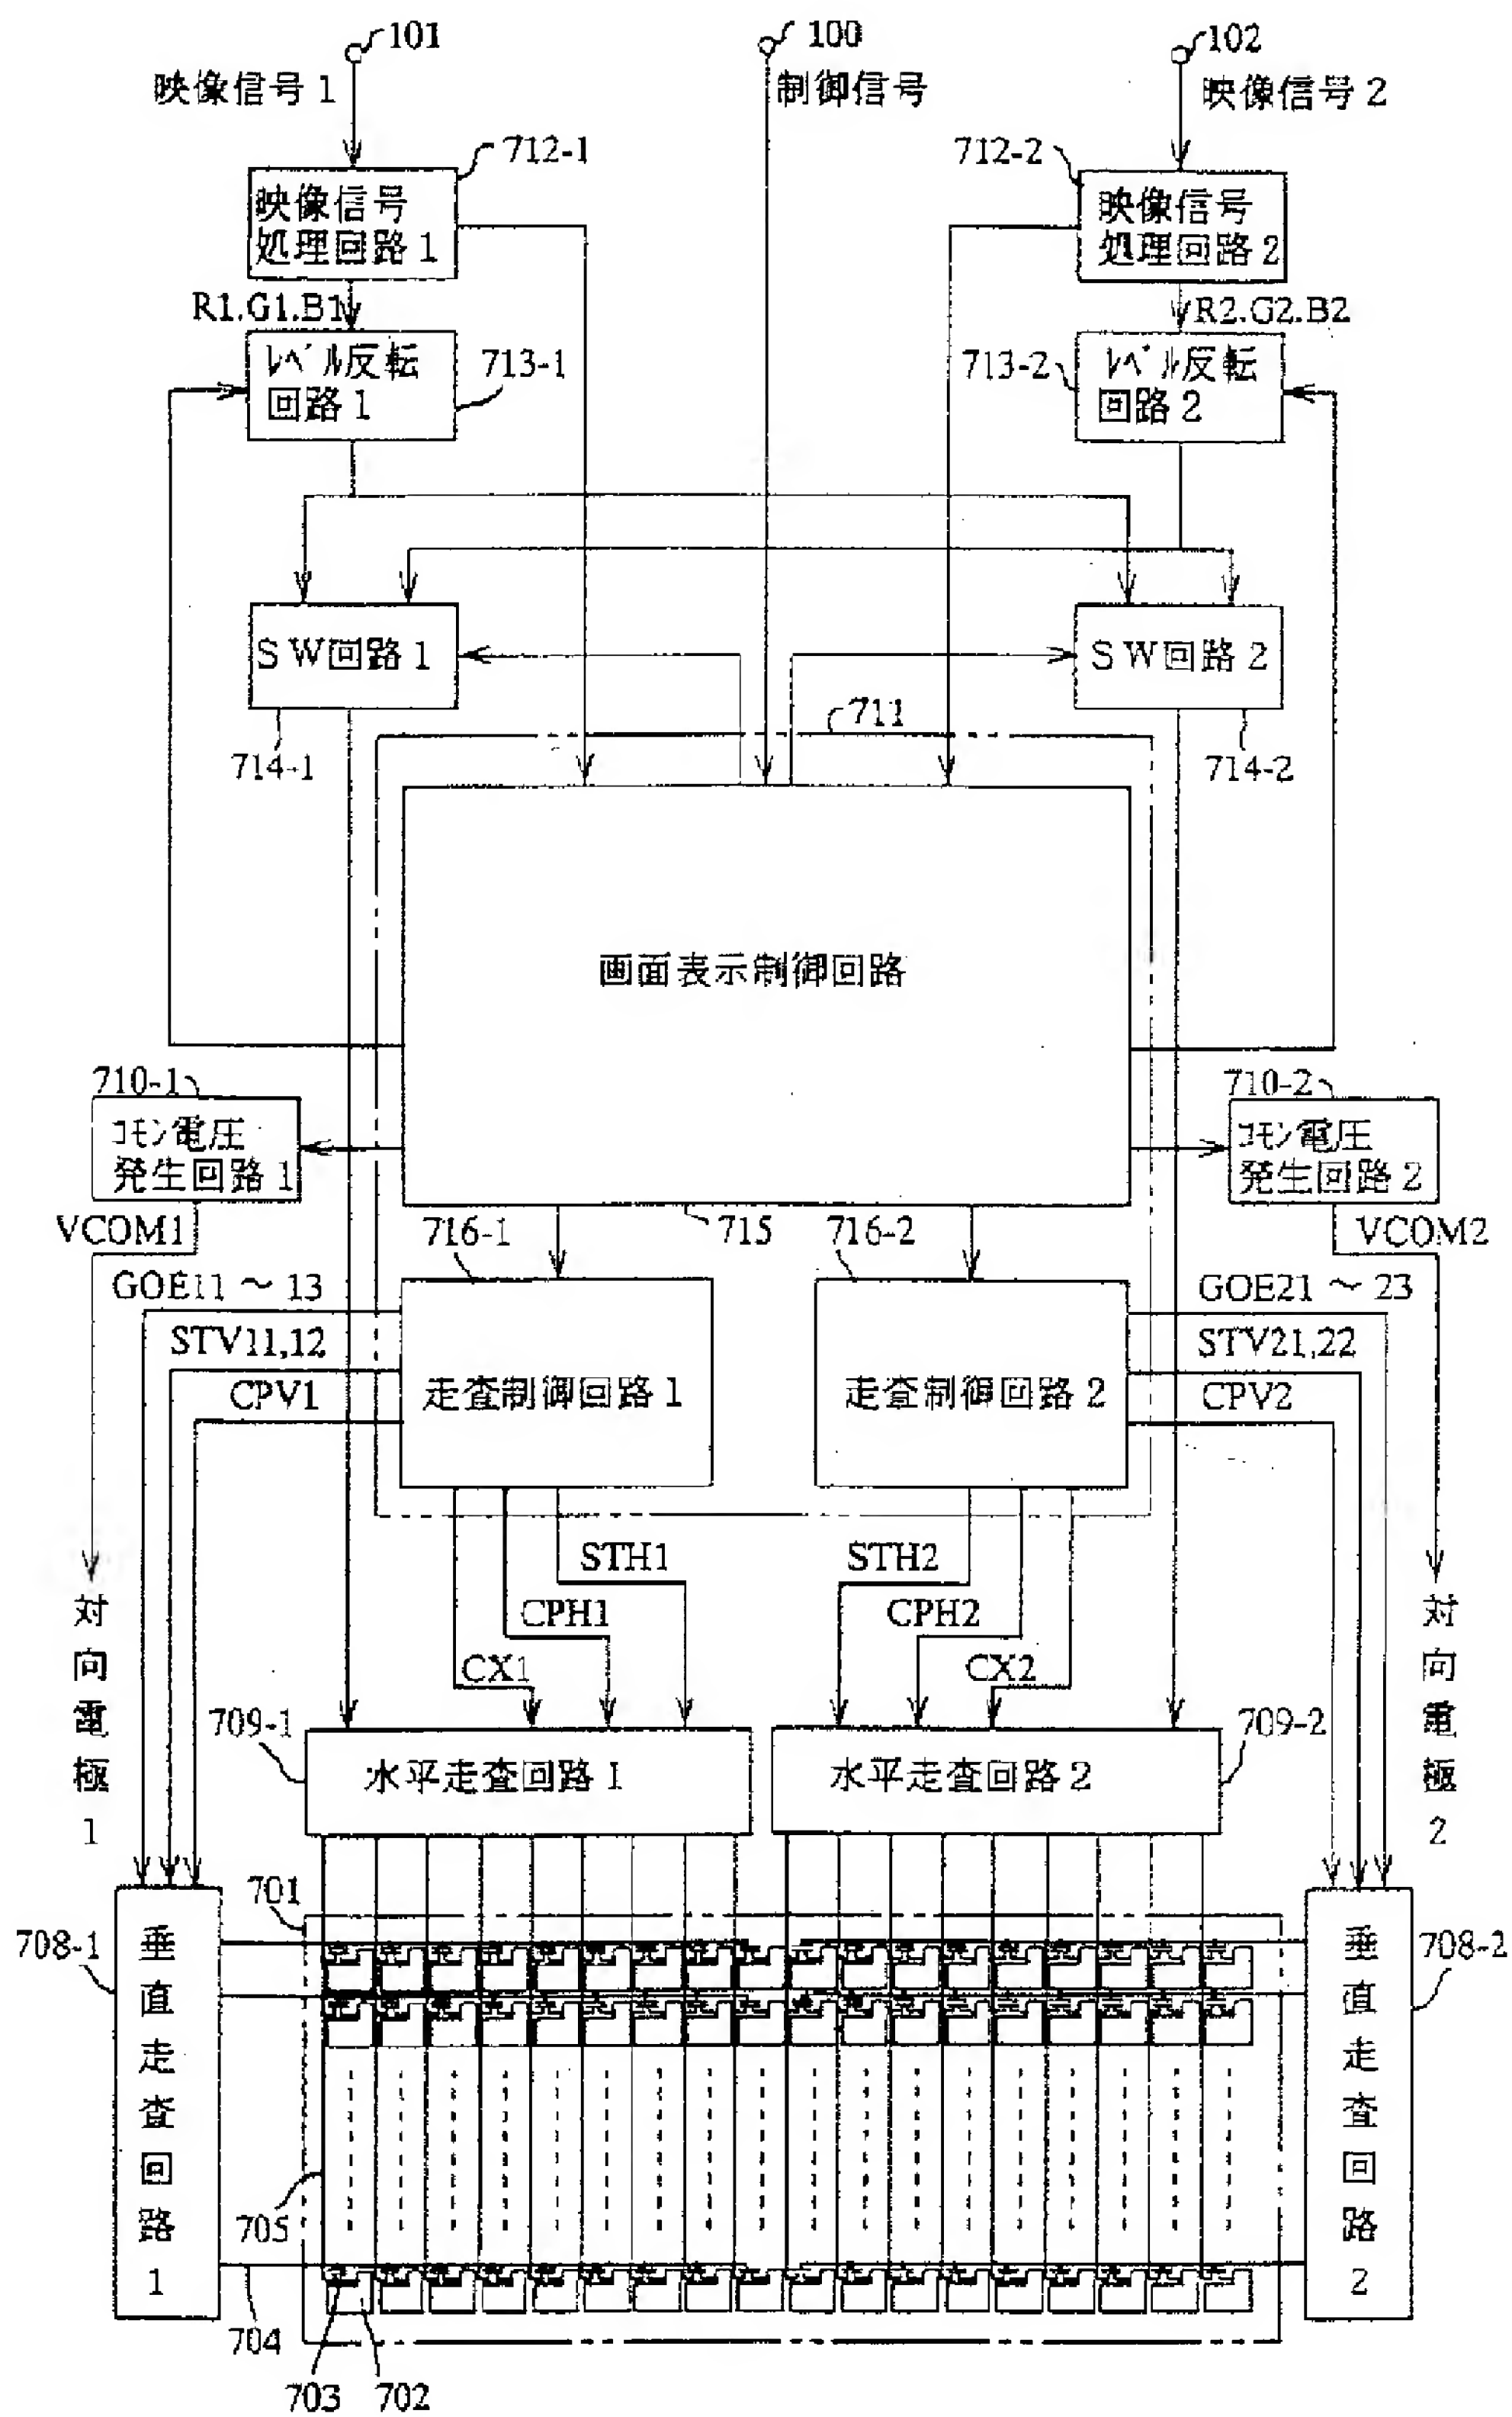 101
100
102
映像信号1
制御信号
映像信号2
712-1
712-2
映像信号
処理回路1
映像信号
処理回路2
R1.G1.B1
R2.G2.B2
ﾚﾍﾞﾙ反転
回路1
713-1
713-2
ﾚﾍﾞﾙ反転
回路2
SW回路1
SW回路2
711
714-1
714-2
画面表示制御回路
710-1
710-2
ｺﾓﾝ電圧
発生回路1
ｺﾓﾝ電圧
発生回路2
VCOM1
716-1
715
716-2
VCOM2
GOE11～13
GOE21～23
STV11,12
STV21,22
CPV1
CPV2
走査制御回路1
走査制御回路2
STH1
STH2
CPH1
CPH2
CX1
CX2
対向電極1
対向電極2
709-1
709-2
水平走査回路1
水平走査回路2
701
708-1
708-2
垂直走査回路1
垂直走査回路2
705
704
703
702